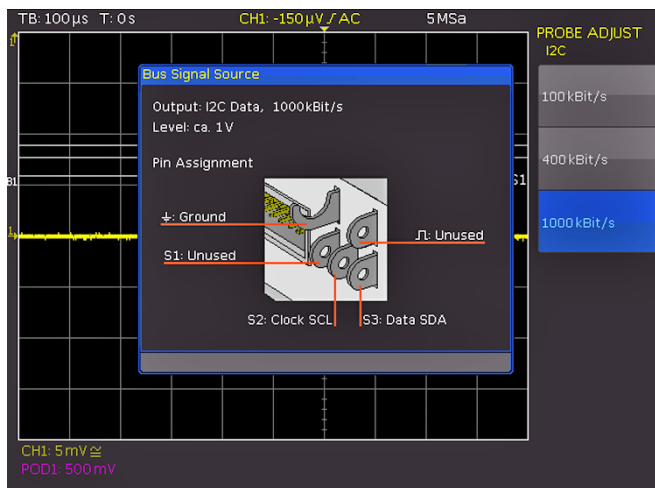 TB: 100 µs T: 0 s CH1: -150 µV ⎍ AC 5 MSa
PROBE ADJUST
I2C
Bus Signal Source
Output: I2C Data, 1000kBit/s
Level: ca. 1 V
Pin Assignment
⏚: Ground
⎍: Unused
S1: Unused
S2: Clock SCL
S3: Data SDA
100 kBit/s
400 kBit/s
1000 kBit/s
B1
S1
CH1: 5 mV ≅
POD1: 500 mV